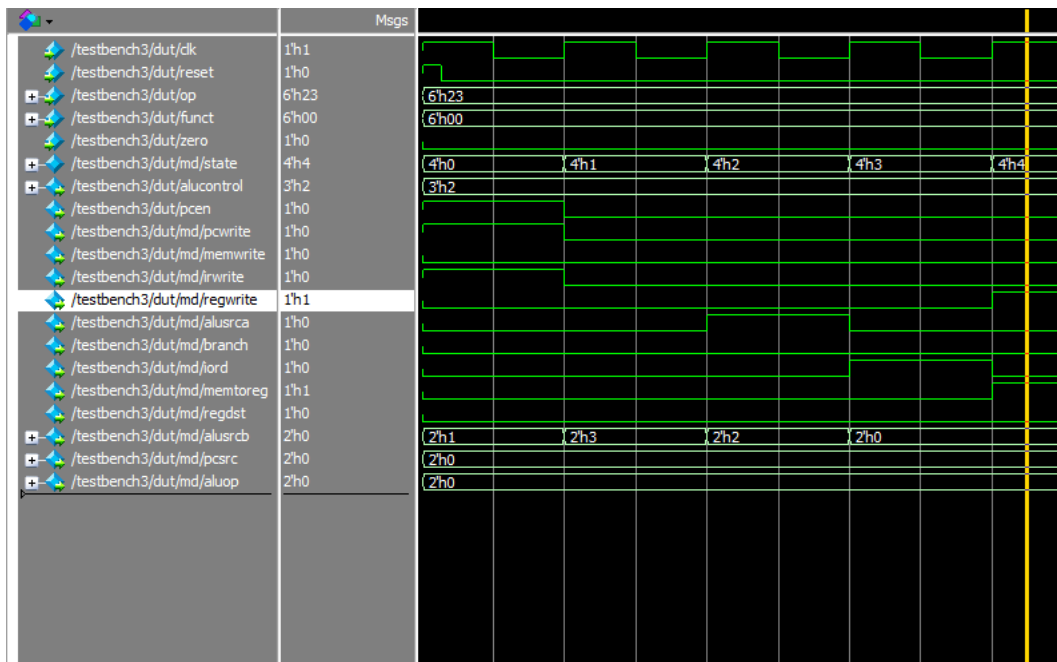 Msgs
/testbench3/dut/clk 1'h1
/testbench3/dut/reset 1'h0
/testbench3/dut/op 6'h23 6'h23
/testbench3/dut/funct 6'h00 6'h00
/testbench3/dut/zero 1'h0
/testbench3/dut/md/state 4'h4 4'h0 4'h1 4'h2 4'h3 4'h4
/testbench3/dut/alucontrol 3'h2 3'h2
/testbench3/dut/pcen 1'h0
/testbench3/dut/md/pcwrite 1'h0
/testbench3/dut/md/memwrite 1'h0
/testbench3/dut/md/irwrite 1'h0
/testbench3/dut/md/regwrite 1'h1
/testbench3/dut/md/alusrca 1'h0
/testbench3/dut/md/branch 1'h0
/testbench3/dut/md/iord 1'h0
/testbench3/dut/md/memtoreg 1'h1
/testbench3/dut/md/regdst 1'h0
/testbench3/dut/md/alusrcb 2'h0 2'h1 2'h3 2'h2 2'h0
/testbench3/dut/md/pcsrc 2'h0 2'h0
/testbench3/dut/md/aluop 2'h0 2'h0